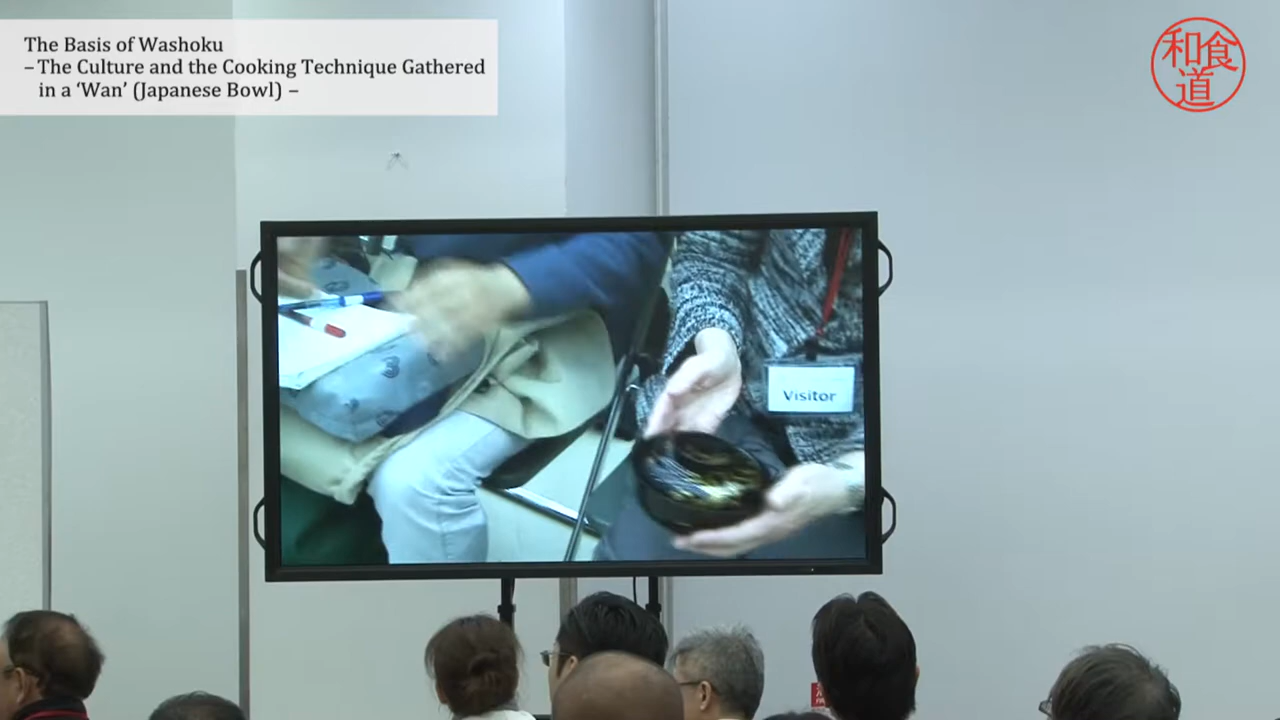 The Basis of Washoku
– The Culture and the Cooking Technique Gathered
in a ‘Wan’ (Japanese Bowl) –
和食
道
Visitor